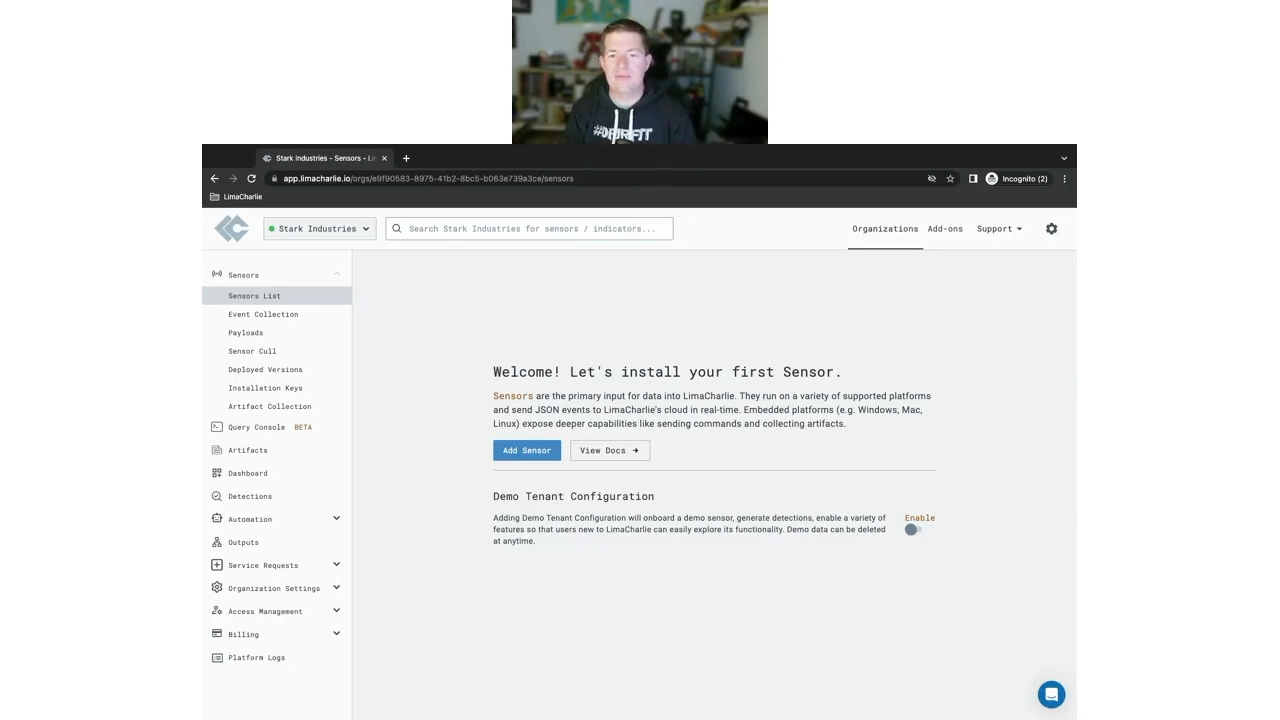 #DFIRFIT
Stark Industries - Sensors - Li
app.limacharlie.io/orgs/e9f90583-8975-41b2-8bc5-b063e739a3ce/sensors
Incognito (2)
LimaCharlie
Stark Industries
Search Stark Industries for sensors / indicators...
Organizations
Add-ons
Support
Sensors
Sensors List
Event Collection
Payloads
Sensor Cull
Deployed Versions
Installation Keys
Artifact Collection
Query Console BETA
Artifacts
Dashboard
Detections
Automation
Outputs
Service Requests
Organization Settings
Access Management
Billing
Platform Logs
Welcome! Let's install your first Sensor.
Sensors are the primary input for data into LimaCharlie. They run on a variety of supported platforms
and send JSON events to LimaCharlie's cloud in real-time. Embedded platforms (e.g. Windows, Mac,
Linux) expose deeper capabilities like sending commands and collecting artifacts.
Add Sensor
View Docs →
Demo Tenant Configuration
Adding Demo Tenant Configuration will onboard a demo sensor, generate detections, enable a variety of
features so that users new to LimaCharlie can easily explore its functionality. Demo data can be deleted
at anytime.
Enable